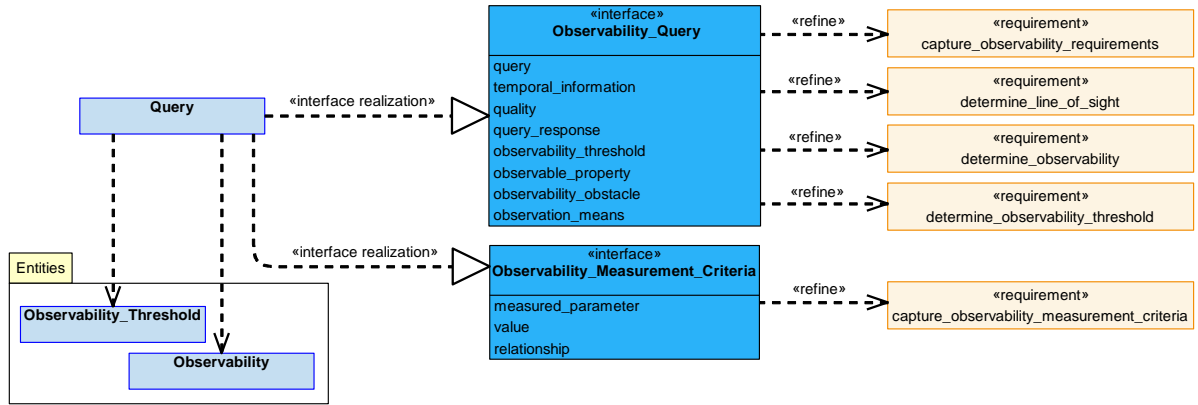 Query
«interface realization»
«interface»
Observability_Query
query
temporal_information
quality
query_response
observability_threshold
observable_property
observability_obstacle
observation_means
«refine»
«requirement»
capture_observability_requirements
«refine»
«requirement»
determine_line_of_sight
«refine»
«requirement»
determine_observability
«refine»
«requirement»
determine_observability_threshold
«interface realization»
«interface»
Observability_Measurement_Criteria
measured_parameter
value
relationship
«refine»
«requirement»
capture_observability_measurement_criteria
Entities
Observability_Threshold
Observability